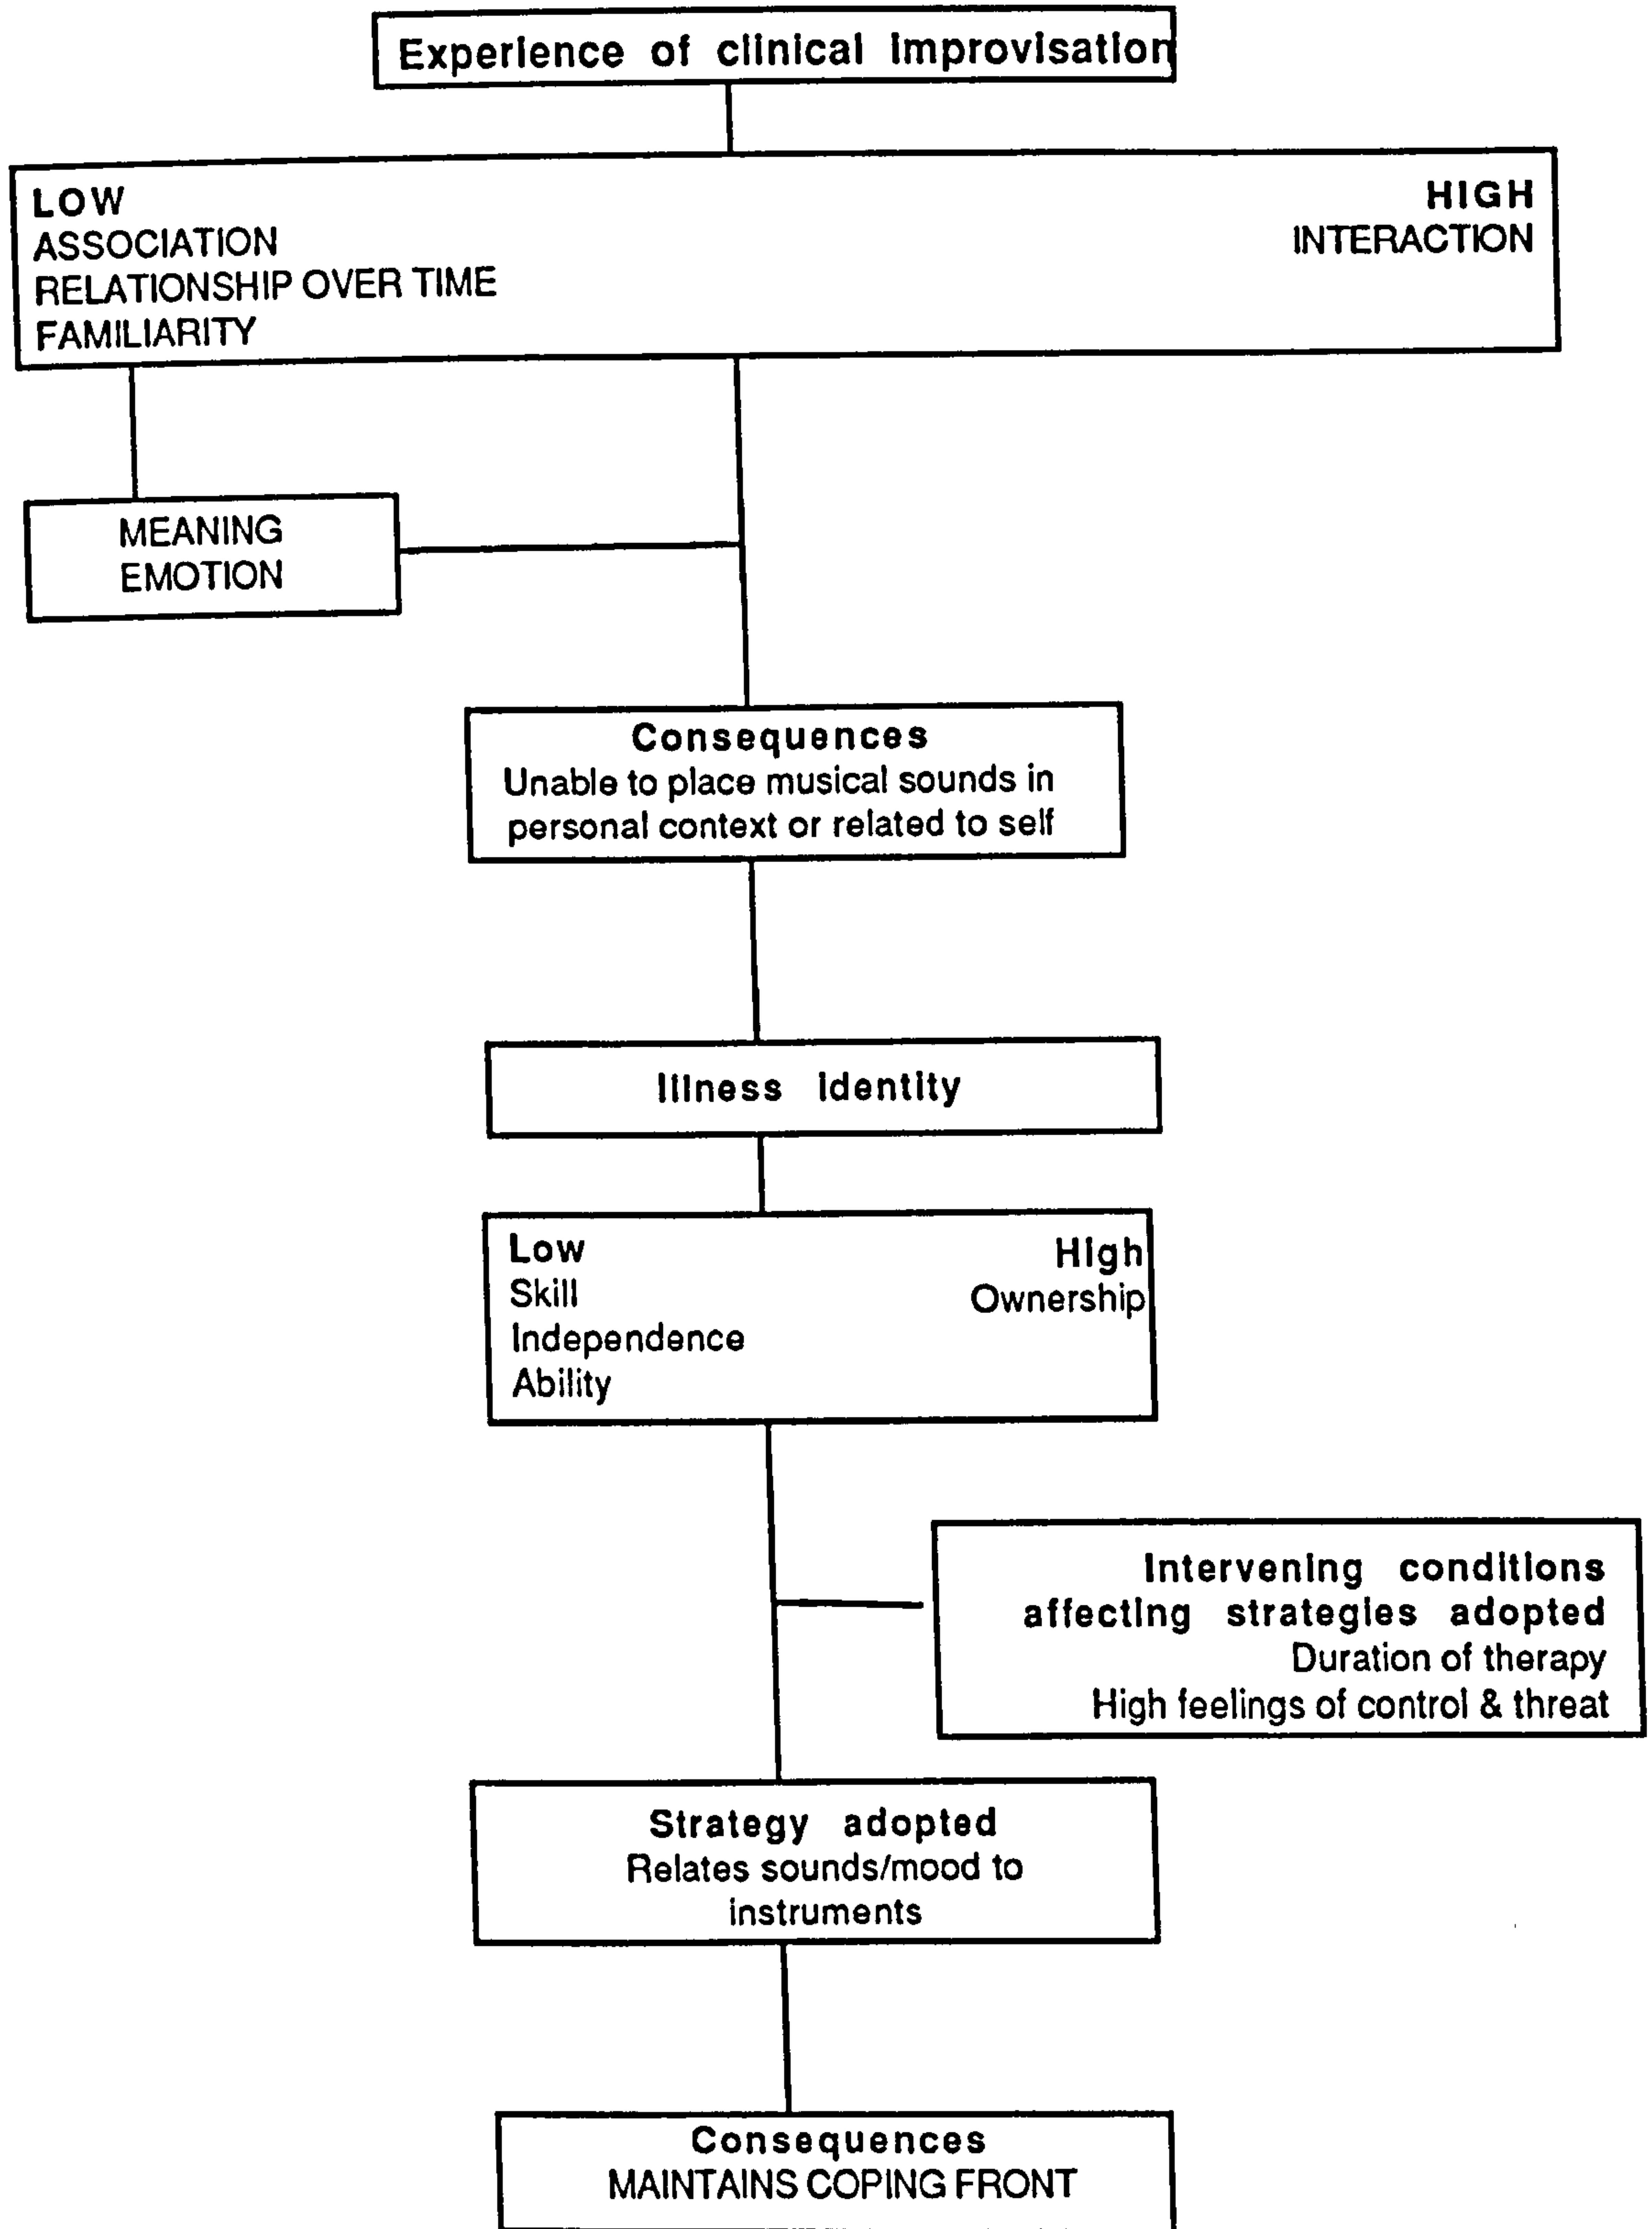 Experience of clinical improvisation
LOW
ASSOCIATION
RELATIONSHIP OVER TIME
FAMILIARITY
HIGH
INTERACTION
MEANING
EMOTION
Consequences
Unable to place musical sounds in
personal context or related to self
Illness identity
Low
Skill
Independence
Ability
High
Ownership
Intervening conditions
affecting strategies adopted
Duration of therapy
High feelings of control & threat
Strategy adopted
Relates sounds/mood to
instruments
Consequences
MAINTAINS COPING FRONT